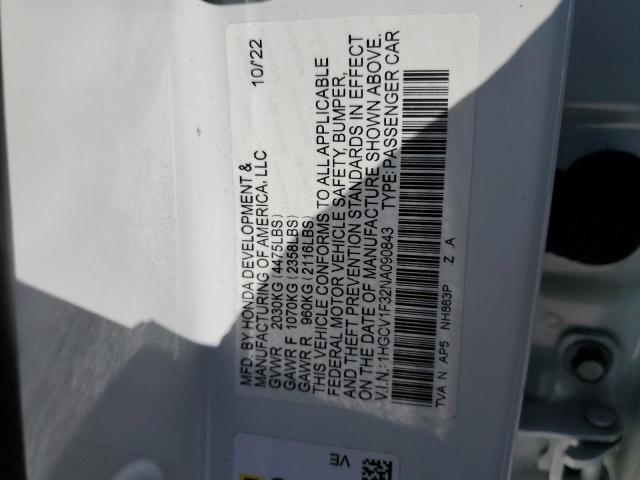 MFD. BY HONDA DEVELOPMENT & 10/22
MANUFACTURING OF AMERICA, LLC
GVWR 2030KG (4475LBS)
GAWR F 1070KG (2358LBS)
GAWR R 960KG (2116LBS)
THIS VEHICLE CONFORMS TO ALL APPLICABLE
FEDERAL MOTOR VEHICLE SAFETY, BUMPER,
AND THEFT PREVENTION STANDARDS IN EFFECT
ON THE DATE OF MANUFACTURE SHOWN ABOVE.
V.I.N.: 1HGCV1F32NA090843 TYPE: PASSENGER CAR
TVA N AP5 NH883P Z A
VE